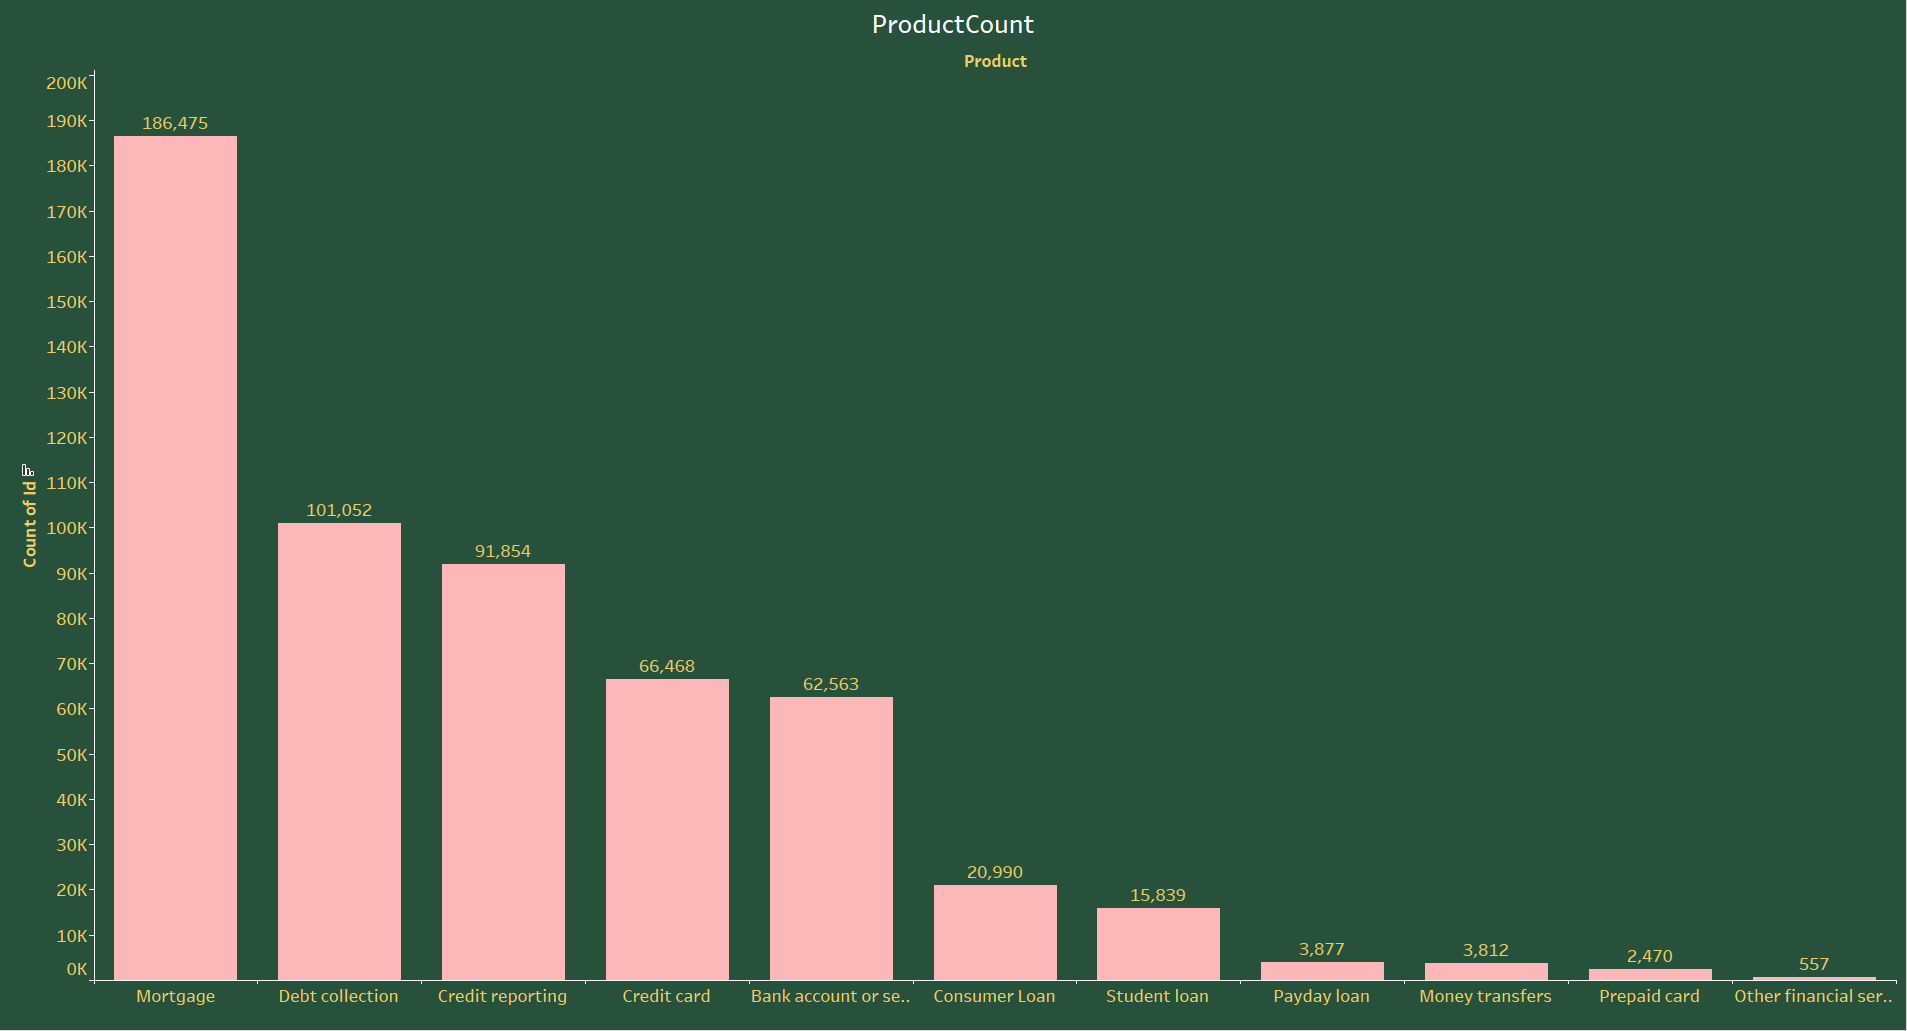 ProductCount
Product
200K
190K
180K
170K
160K
150K
140K
130K
120K
110K
100K
90K
80K
70K
60K
50K
40K
30K
20K
10K
0K
Count of Id
186,475
101,052
91,854
66,468
62,563
20,990
15,839
3,877
3,812
2,470
557
Mortgage
Debt collection
Credit reporting
Credit card
Bank account or se..
Consumer Loan
Student loan
Payday loan
Money transfers
Prepaid card
Other financial ser..